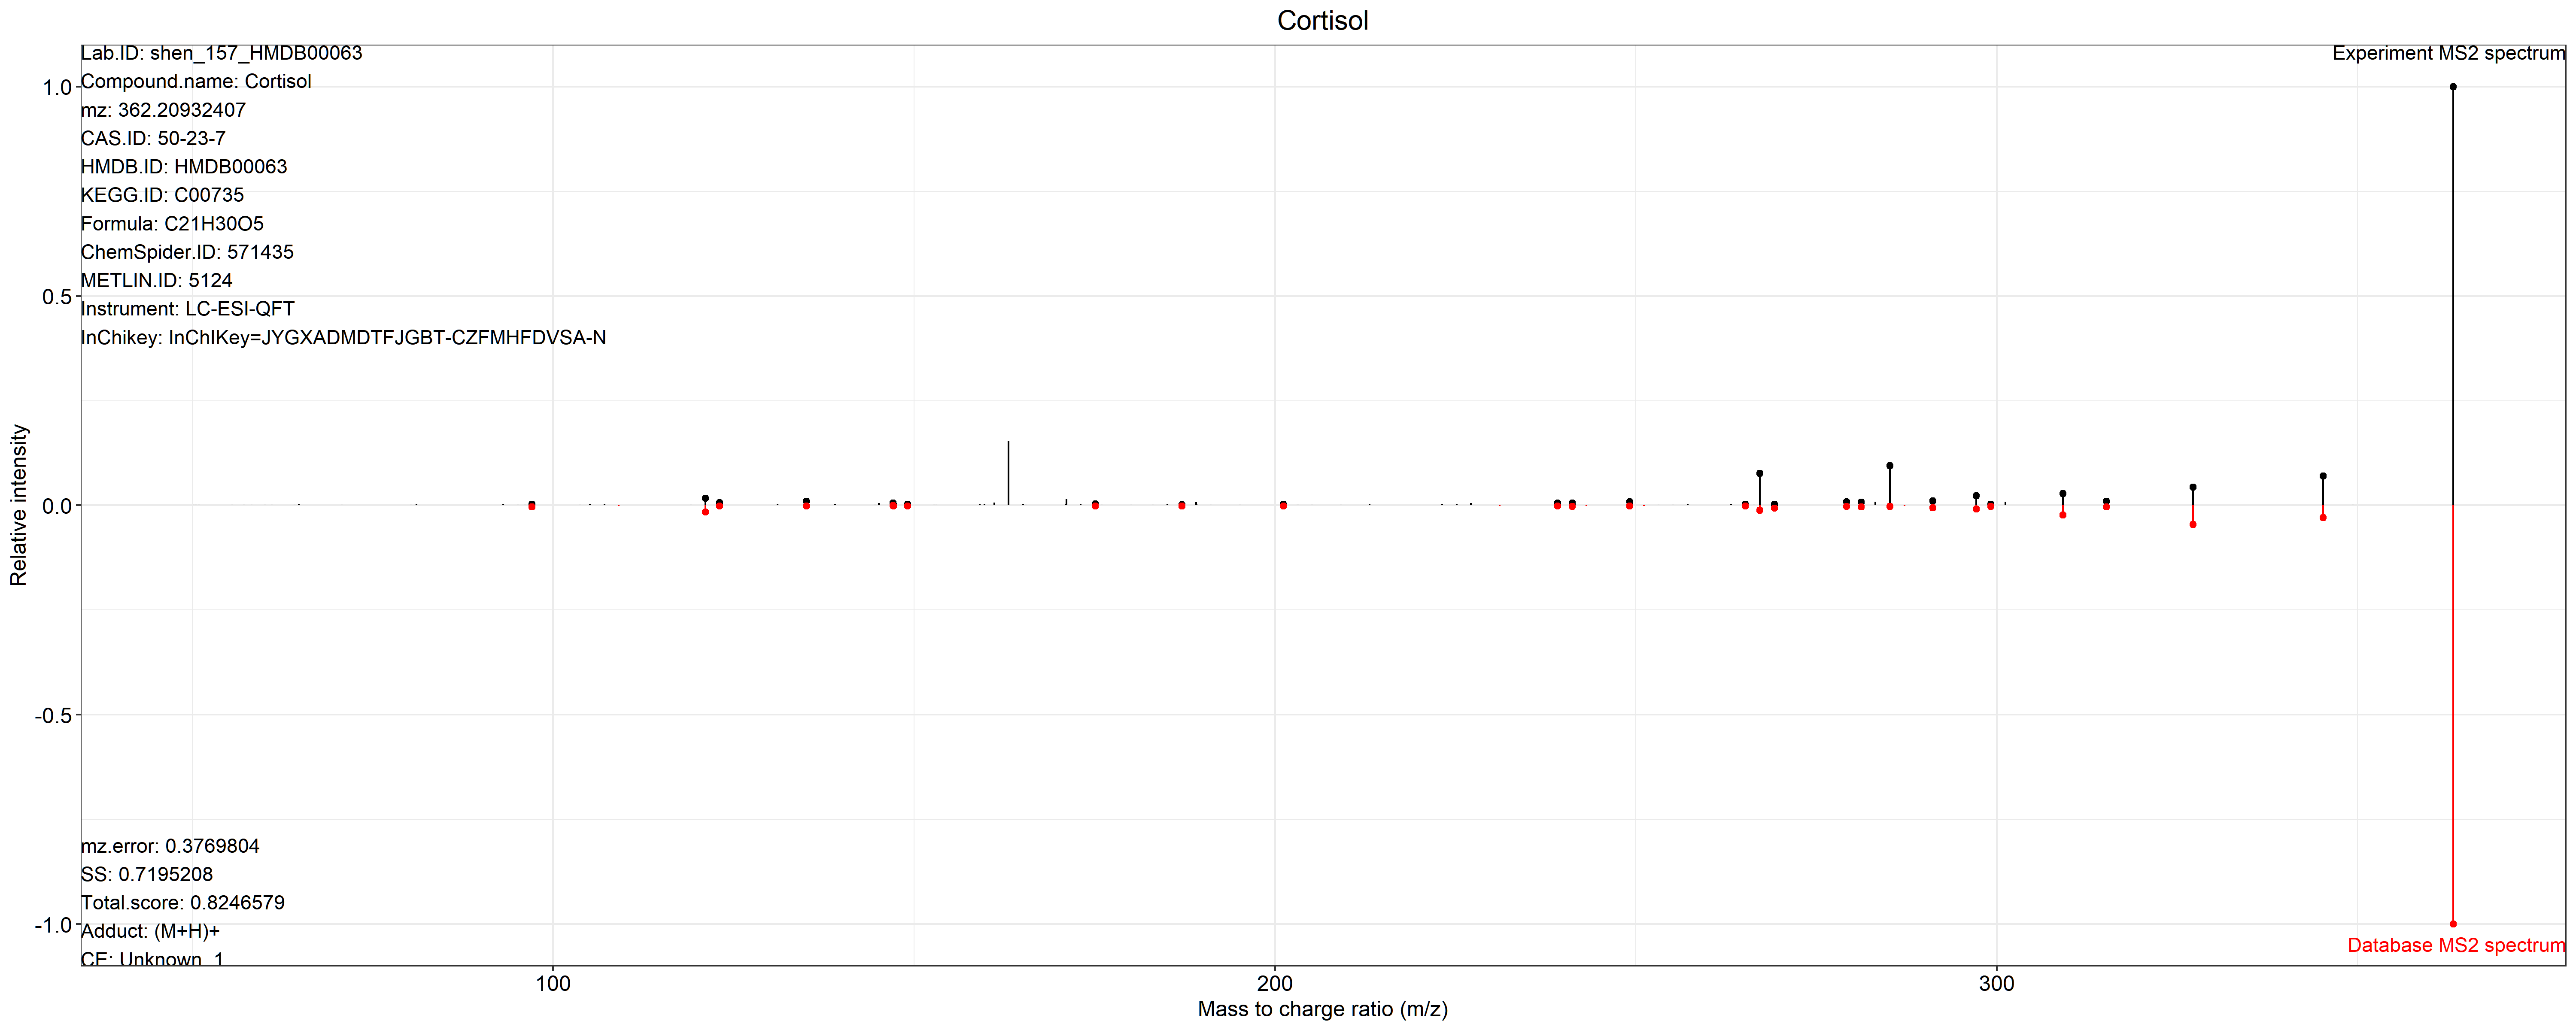 Cortisol
Lab.ID: shen_157_HMDB00063
Experiment MS2 spectrum
Compound.name: Cortisol
mz: 362.20932407
CAS.ID: 50-23-7
HMDB.ID: HMDB00063
KEGG.ID: C00735
Formula: C21H30O5
ChemSpider.ID: 571435
METLIN.ID: 5124
Instrument: LC-ESI-QFT
InChikey: InChIKey=JYGXADMDTFJGBT-CZFMHFDVSA-N
1.0
0.5
0.0
-0.5
-1.0
Relative intensity
mz.error: 0.3769804
SS: 0.7195208
Total.score: 0.8246579
Adduct: (M+H)+
CE: Unknown_1
Database MS2 spectrum
100
200
300
Mass to charge ratio (m/z)